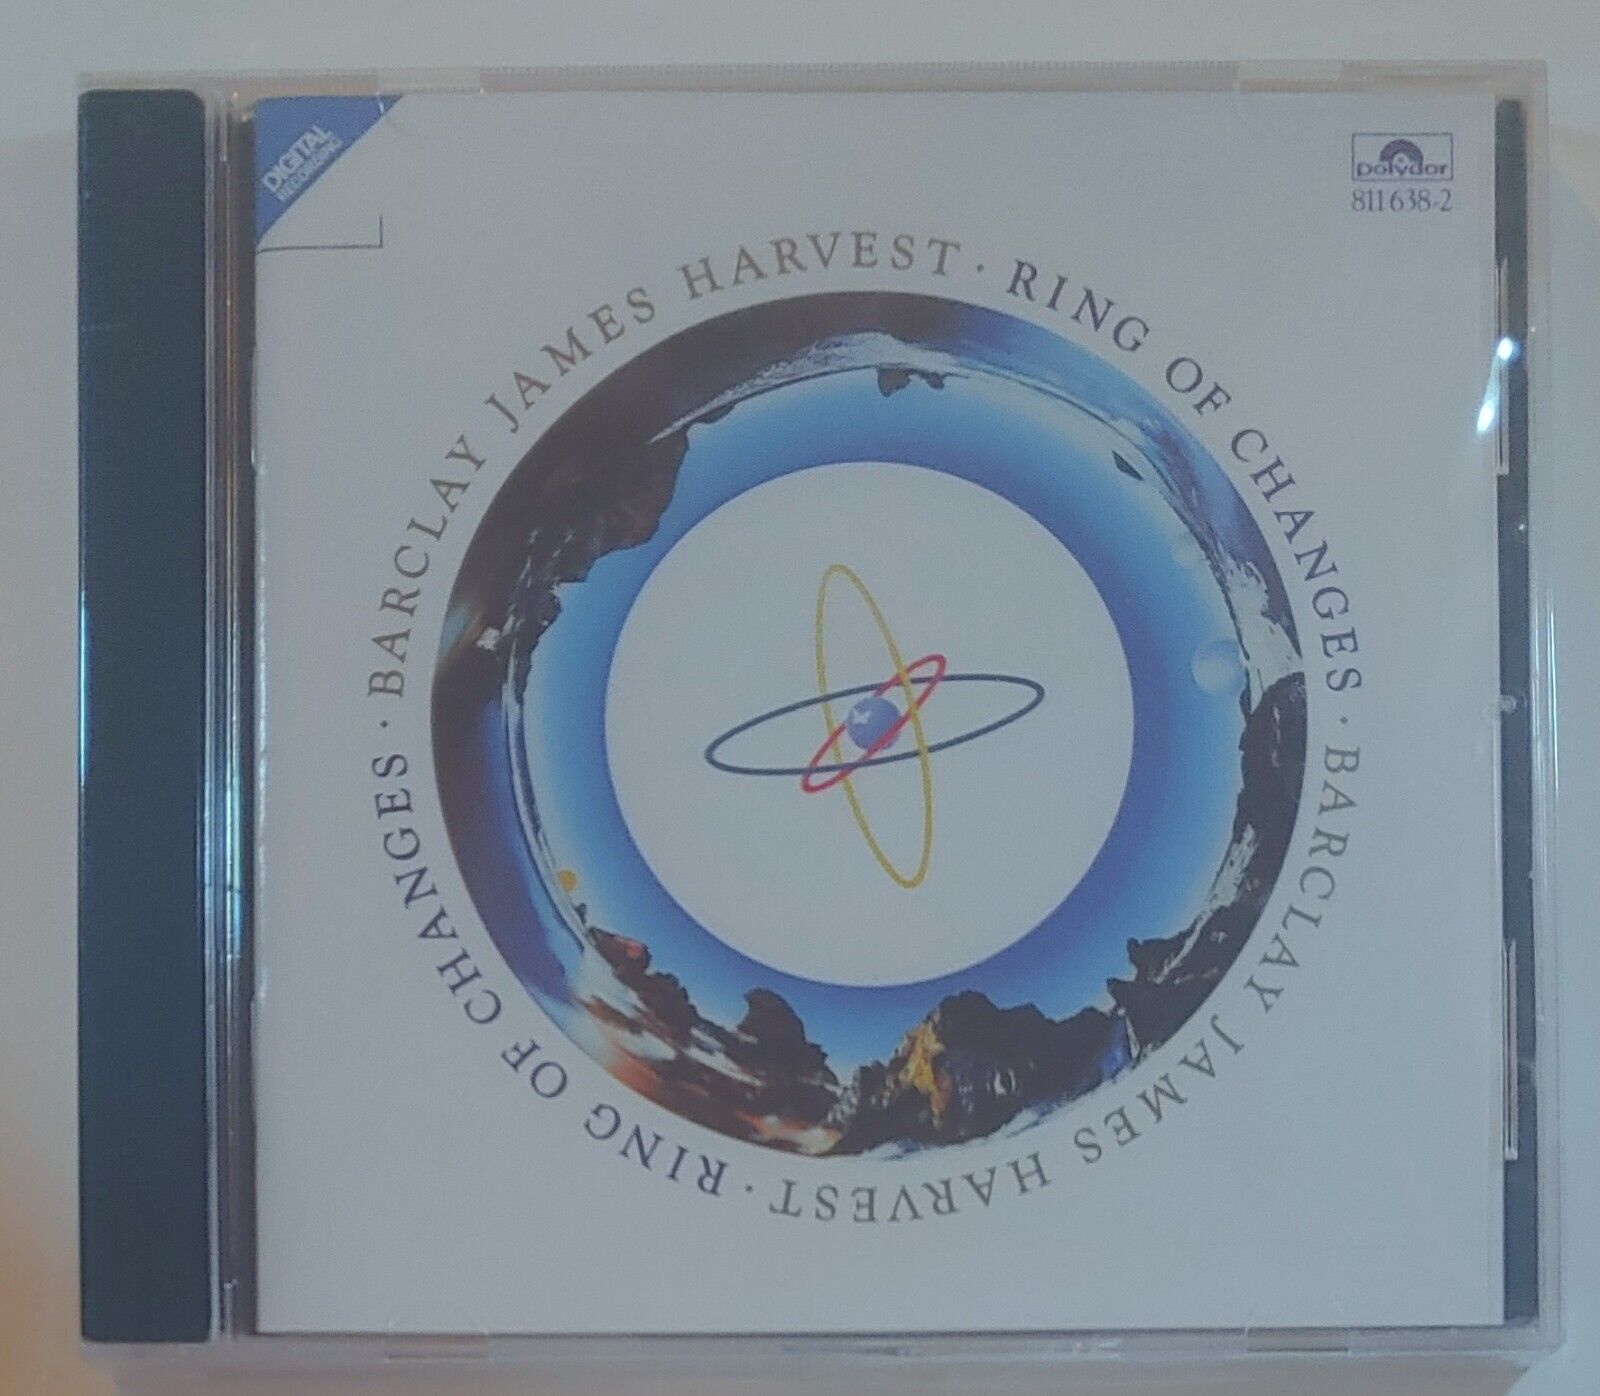 DIGITAL
RECORDING
polydor
811 638-2
BARCLAY JAMES HARVEST · RING OF CHANGES · BARCLAY JAMES HARVEST · RING OF CHANGES ·